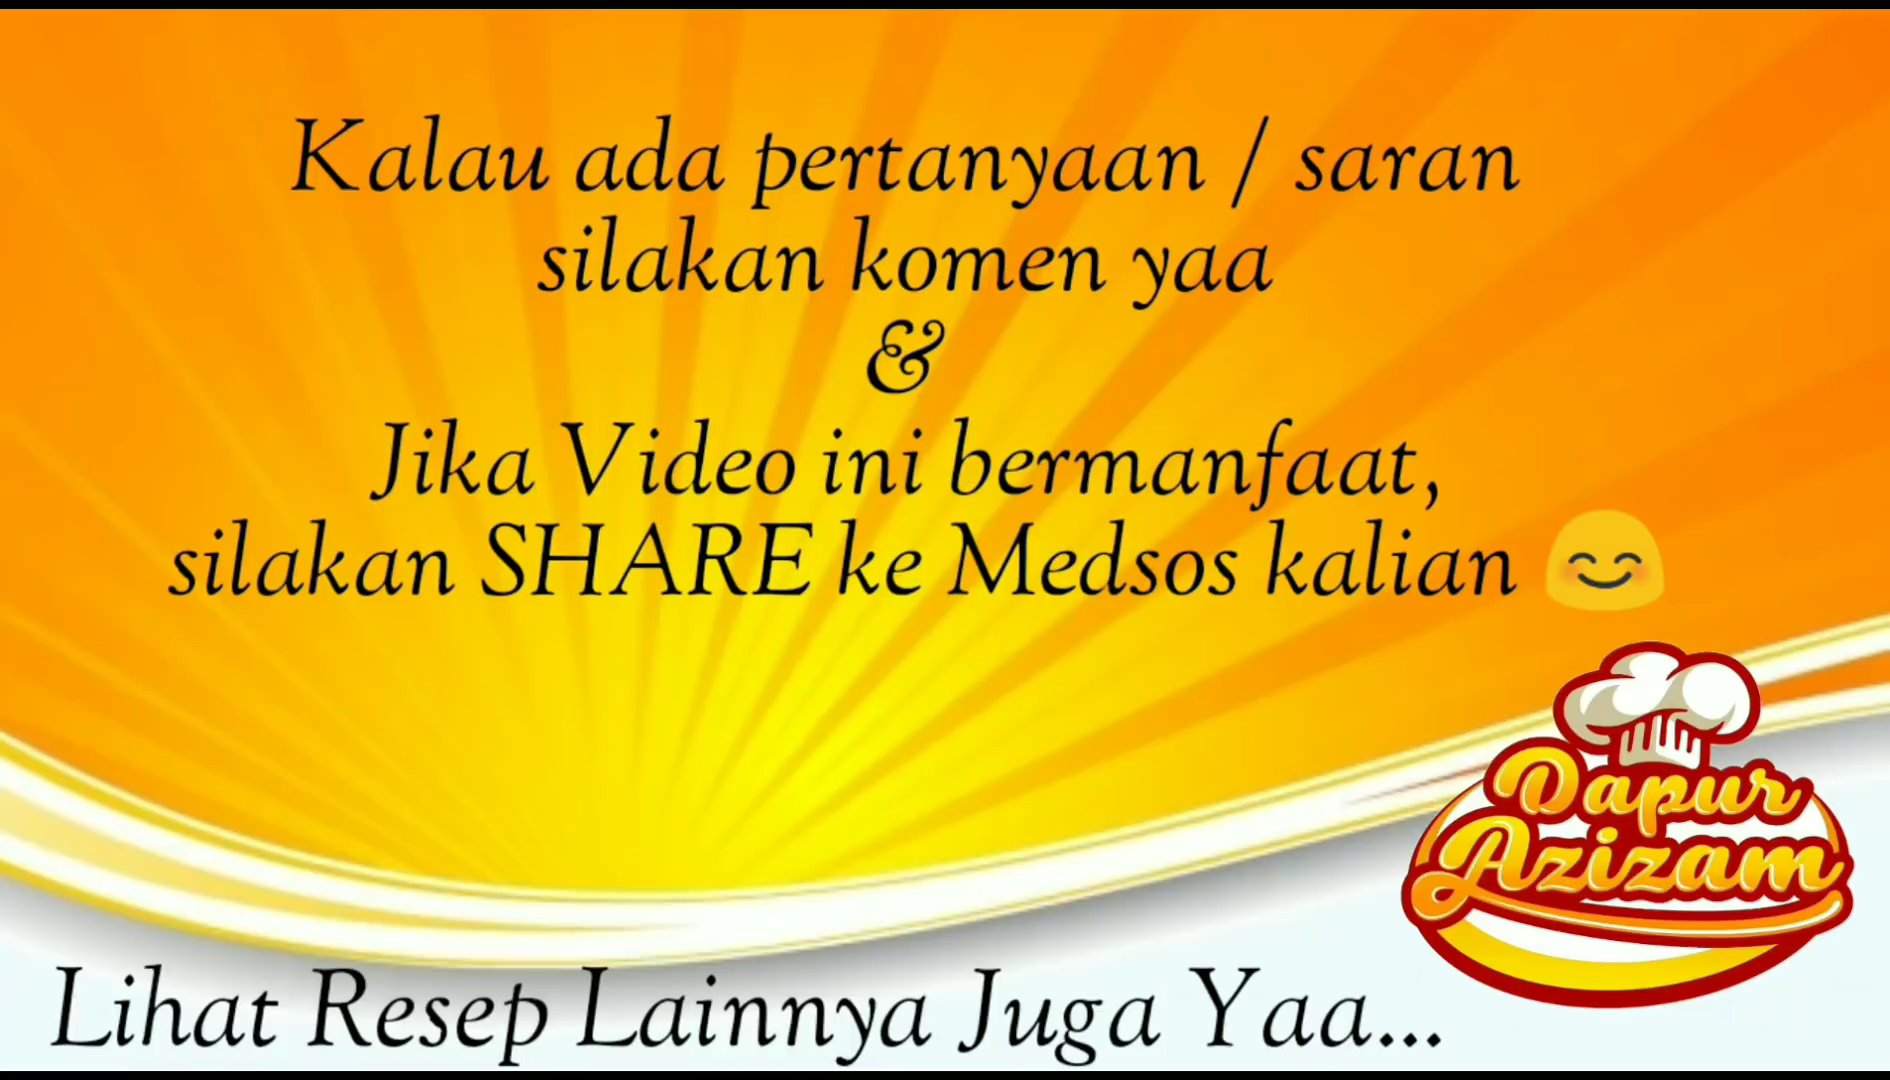 Kalau ada pertanyaan / saran
silakan komen yaa
&
Jika Video ini bermanfaat,
silakan SHARE ke Medsos kalian 😊
Dapur
Azizam
Lihat Resep Lainnya Juga Yaa...